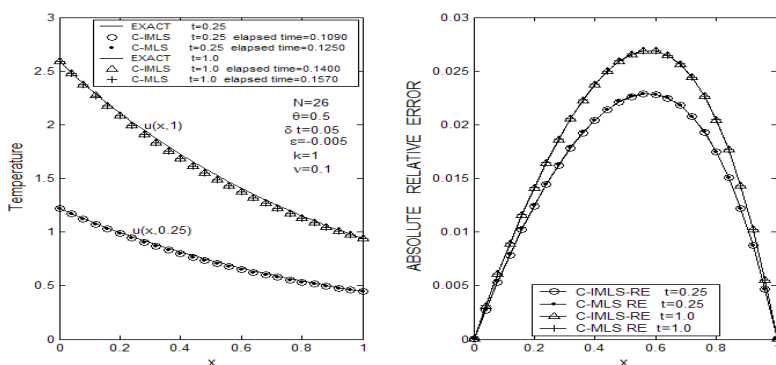 EXACT t=0.25
C-IMLS t=0.25 elapsed time=0.1090
C-MLS t=0.25 elapsed time=0.1250
EXACT t=1.0
C-IMLS t=1.0 elapsed time=0.1400
C-MLS t=1.0 elapsed time=0.1570
N=26
θ=0.5
δ t=0.05
ε=-0.005
k=1
v=0.1
u(x,1)
u(x,0.25)
Temperature
3
2.5
2
1.5
1
0.5
0
0 0.2 0.4 0.6 0.8 1
x
ABSOLUTE RELATIVE ERROR
0.03
0.025
0.02
0.015
0.01
0.005
0
C-IMLS-RE t=0.25
C-MLS RE t=0.25
C-IMLS-RE t=1.0
C-MLS RE t=1.0
0 0.2 0.4 0.6 0.8 1
x